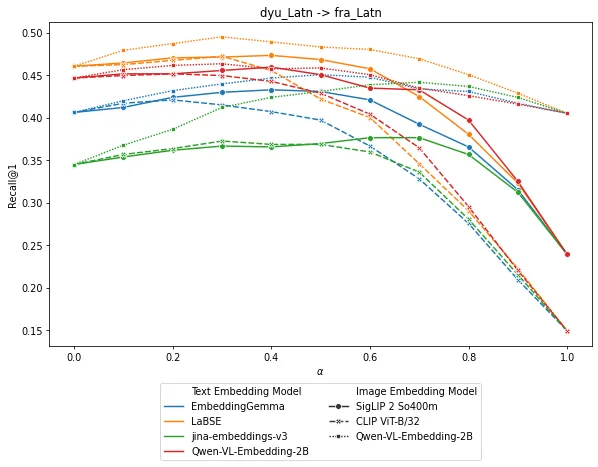 dyu_Latn -> fra_Latn
Recall@1
0.50
0.45
0.40
0.35
0.30
0.25
0.20
0.15
0.0 0.2 0.4 0.6 0.8 1.0
α
Text Embedding Model
EmbeddingGemma
LaBSE
jina-embeddings-v3
Qwen-VL-Embedding-2B
Image Embedding Model
SigLIP 2 So400m
CLIP ViT-B/32
Qwen-VL-Embedding-2B